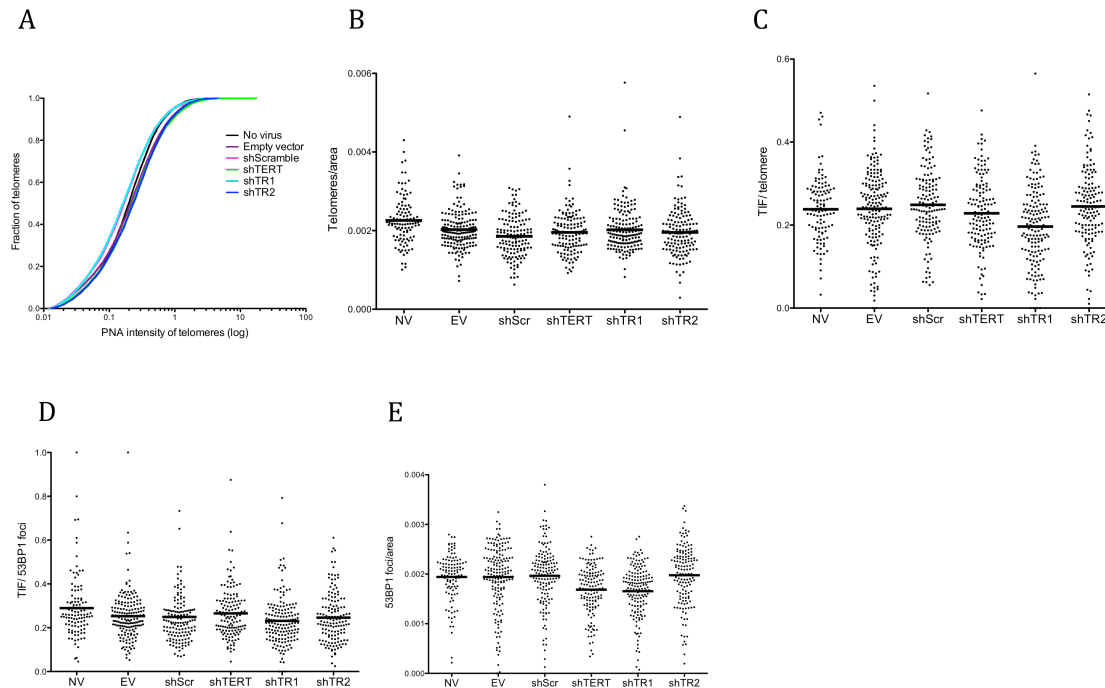 A
Fraction of telomeres
1.0
0.8
0.6
0.4
0.2
0.0
0.01
0.1
1
10
100
PNA intensity of telomeres (log)
No virus
Empty vector
shScramble
shTERT
shTR1
shTR2
B
Telomeres/area
0.006
0.004
0.002
0.000
NV EV shScr shTERT shTR1 shTR2
C
TIF/ telomere
0.6
0.4
0.2
0.0
NV EV shScr shTERT shTR1 shTR2
D
TIF/ 53BP1 foci
1.0
0.8
0.6
0.4
0.2
0.0
NV EV shScr shTERT shTR1 shTR2
E
53BP1 foci/area
0.004
0.003
0.002
0.001
0.000
NV EV shScr shTERT shTR1 shTR2